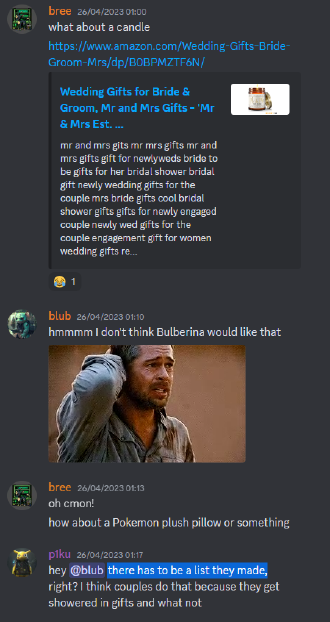 bree 26/04/2023 01:00
what about a candle
https://www.amazon.com/Wedding-Gifts-Bride-
Groom-Mrs/dp/B0BPMZTF6N/
Wedding Gifts for Bride &
Groom, Mr and Mrs Gifts - 'Mr
& Mrs Est. ...
mr and mrs gits mr mrs gifts mr and
mrs gifts gift for newlyweds bride to
be gifts for her bridal shower bridal
gift newly wedding gifts for the
couple mrs bride gifts cool bridal
shower gifts gifts for newly engaged
couple newly wed gifts for the
couple engagement gift for women
wedding gifts re...
😂 1
blub 26/04/2023 01:10
hmmmm I don't think Bulberina would like that
bree 26/04/2023 01:13
oh cmon!
how about a Pokemon plush pillow or something
p1ku 26/04/2023 01:17
hey @blub there has to be a list they made,
right? I think couples do that because they get
showered in gifts and what not